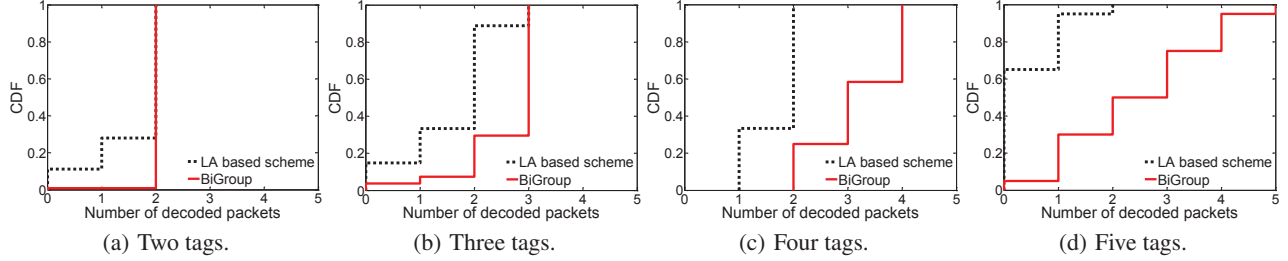 1
0.8
0.6
0.4
0.2
0
CDF
LA based scheme
BiGroup
0 1 2 3 4 5
Number of decoded packets
(a) Two tags.
1
0.8
0.6
0.4
0.2
0
CDF
LA based scheme
BiGroup
0 1 2 3 4 5
Number of decoded packets
(b) Three tags.
1
0.8
0.6
0.4
0.2
0
CDF
LA based scheme
BiGroup
0 1 2 3 4 5
Number of decoded packets
(c) Four tags.
1
0.8
0.6
0.4
0.2
0
CDF
LA based scheme
BiGroup
0 1 2 3 4 5
Number of decoded packets
(d) Five tags.